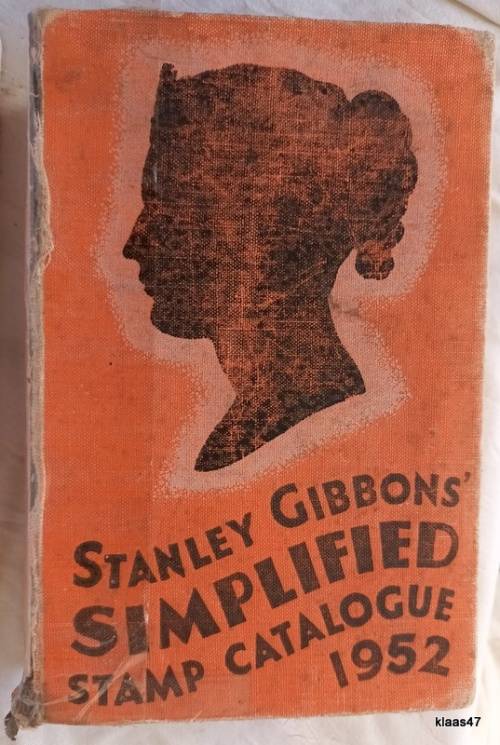 STANLEY GIBBONS'
SIMPLIFIED
STAMP CATALOGUE
1952
klaas47